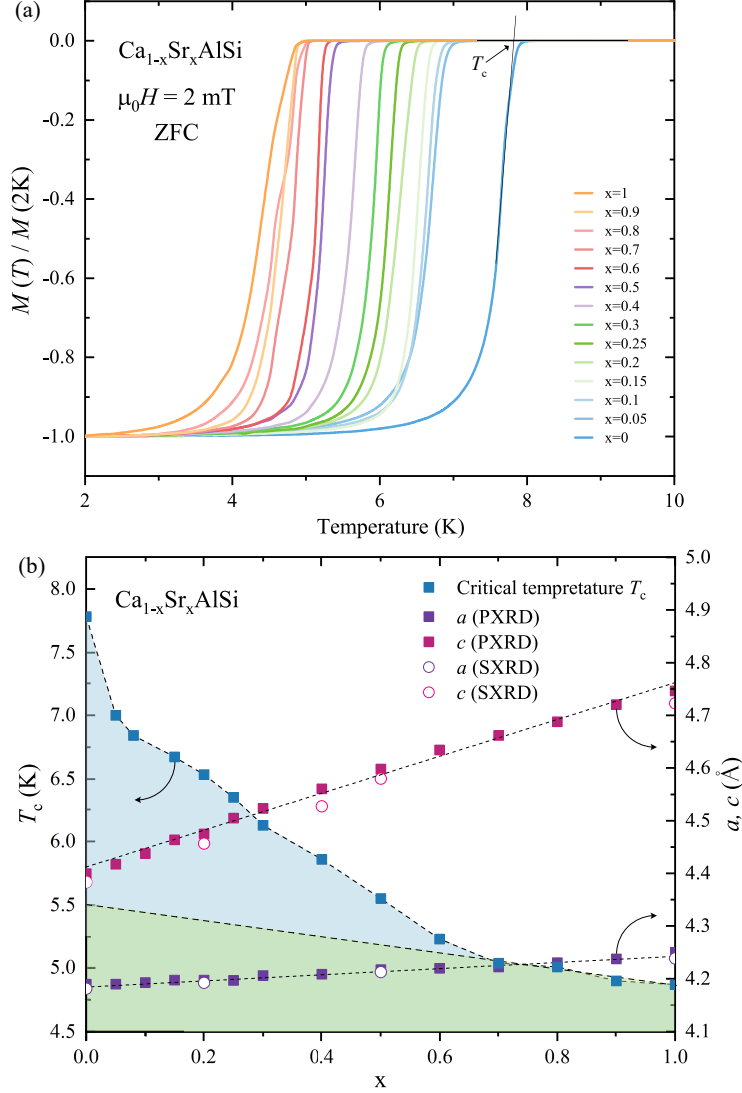 (a)
Ca1-xSrxAlSi
μ0H = 2 mT
ZFC
Tc
0.0
-0.2
-0.4
-0.6
-0.8
-1.0
M (T) / M (2K)
x=1
x=0.9
x=0.8
x=0.7
x=0.6
x=0.5
x=0.4
x=0.3
x=0.25
x=0.2
x=0.15
x=0.1
x=0.05
x=0
2
4
6
8
10
Temperature (K)
(b)
Ca1-xSrxAlSi
Critical tempretature Tc
a (PXRD)
c (PXRD)
a (SXRD)
c (SXRD)
8.0
7.5
7.0
6.5
6.0
5.5
5.0
4.5
Tc (K)
5.0
4.9
4.8
4.7
4.6
4.5
4.4
4.3
4.2
4.1
a, c (Å)
0.0
0.2
0.4
0.6
0.8
1.0
x